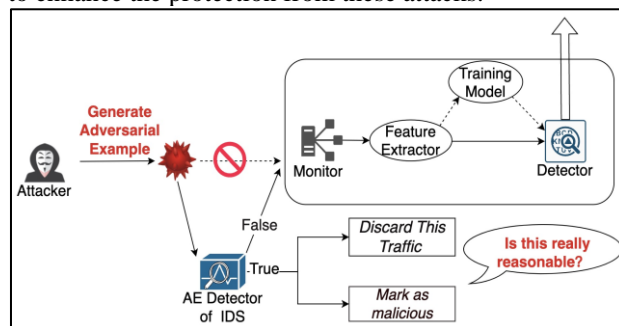 to enhance the protection from these attacks.
Training
Model
Generate
Adversarial
Example
Feature
Extractor
Monitor
Detector
Attacker
False
True
Discard This
Traffic
Is this really
reasonable?
AE Detector
of IDS
Mark as
malicious